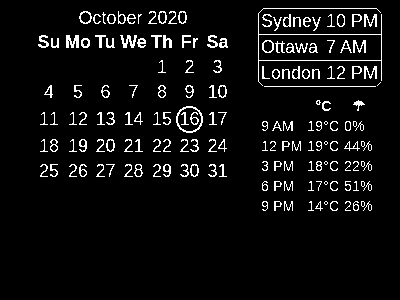 October 2020
Su Mo Tu We Th Fr Sa
1 2 3
4 5 6 7 8 9 10
11 12 13 14 15 16 17
18 19 20 21 22 23 24
25 26 27 28 29 30 31
Sydney 10 PM
Ottawa 7 AM
London 12 PM
°C ☂
9 AM 19°C 0%
12 PM 19°C 44%
3 PM 18°C 22%
6 PM 17°C 51%
9 PM 14°C 26%